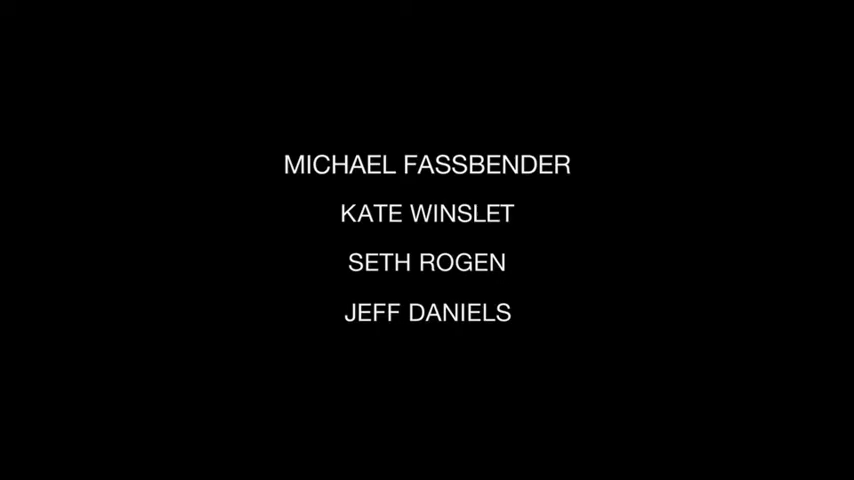 MICHAEL FASSBENDER
KATE WINSLET
SETH ROGEN
JEFF DANIELS